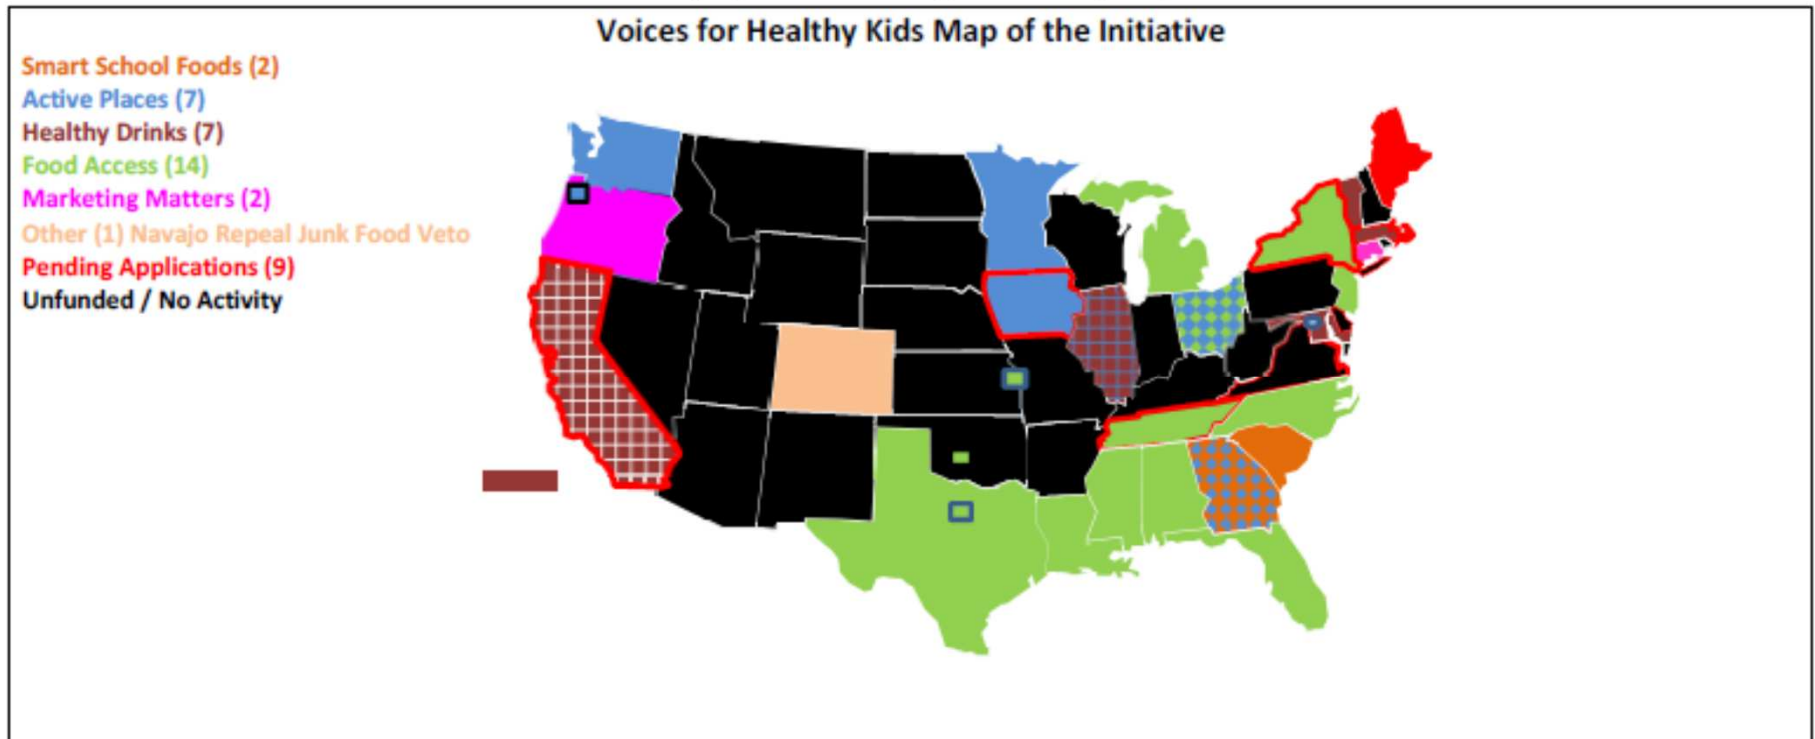 Voices for Healthy Kids Map of the Initiative
Smart School Foods (2)
Active Places (7)
Healthy Drinks (7)
Food Access (14)
Marketing Matters (2)
Other (1) Navajo Repeal Junk Food Veto
Pending Applications (9)
Unfunded / No Activity